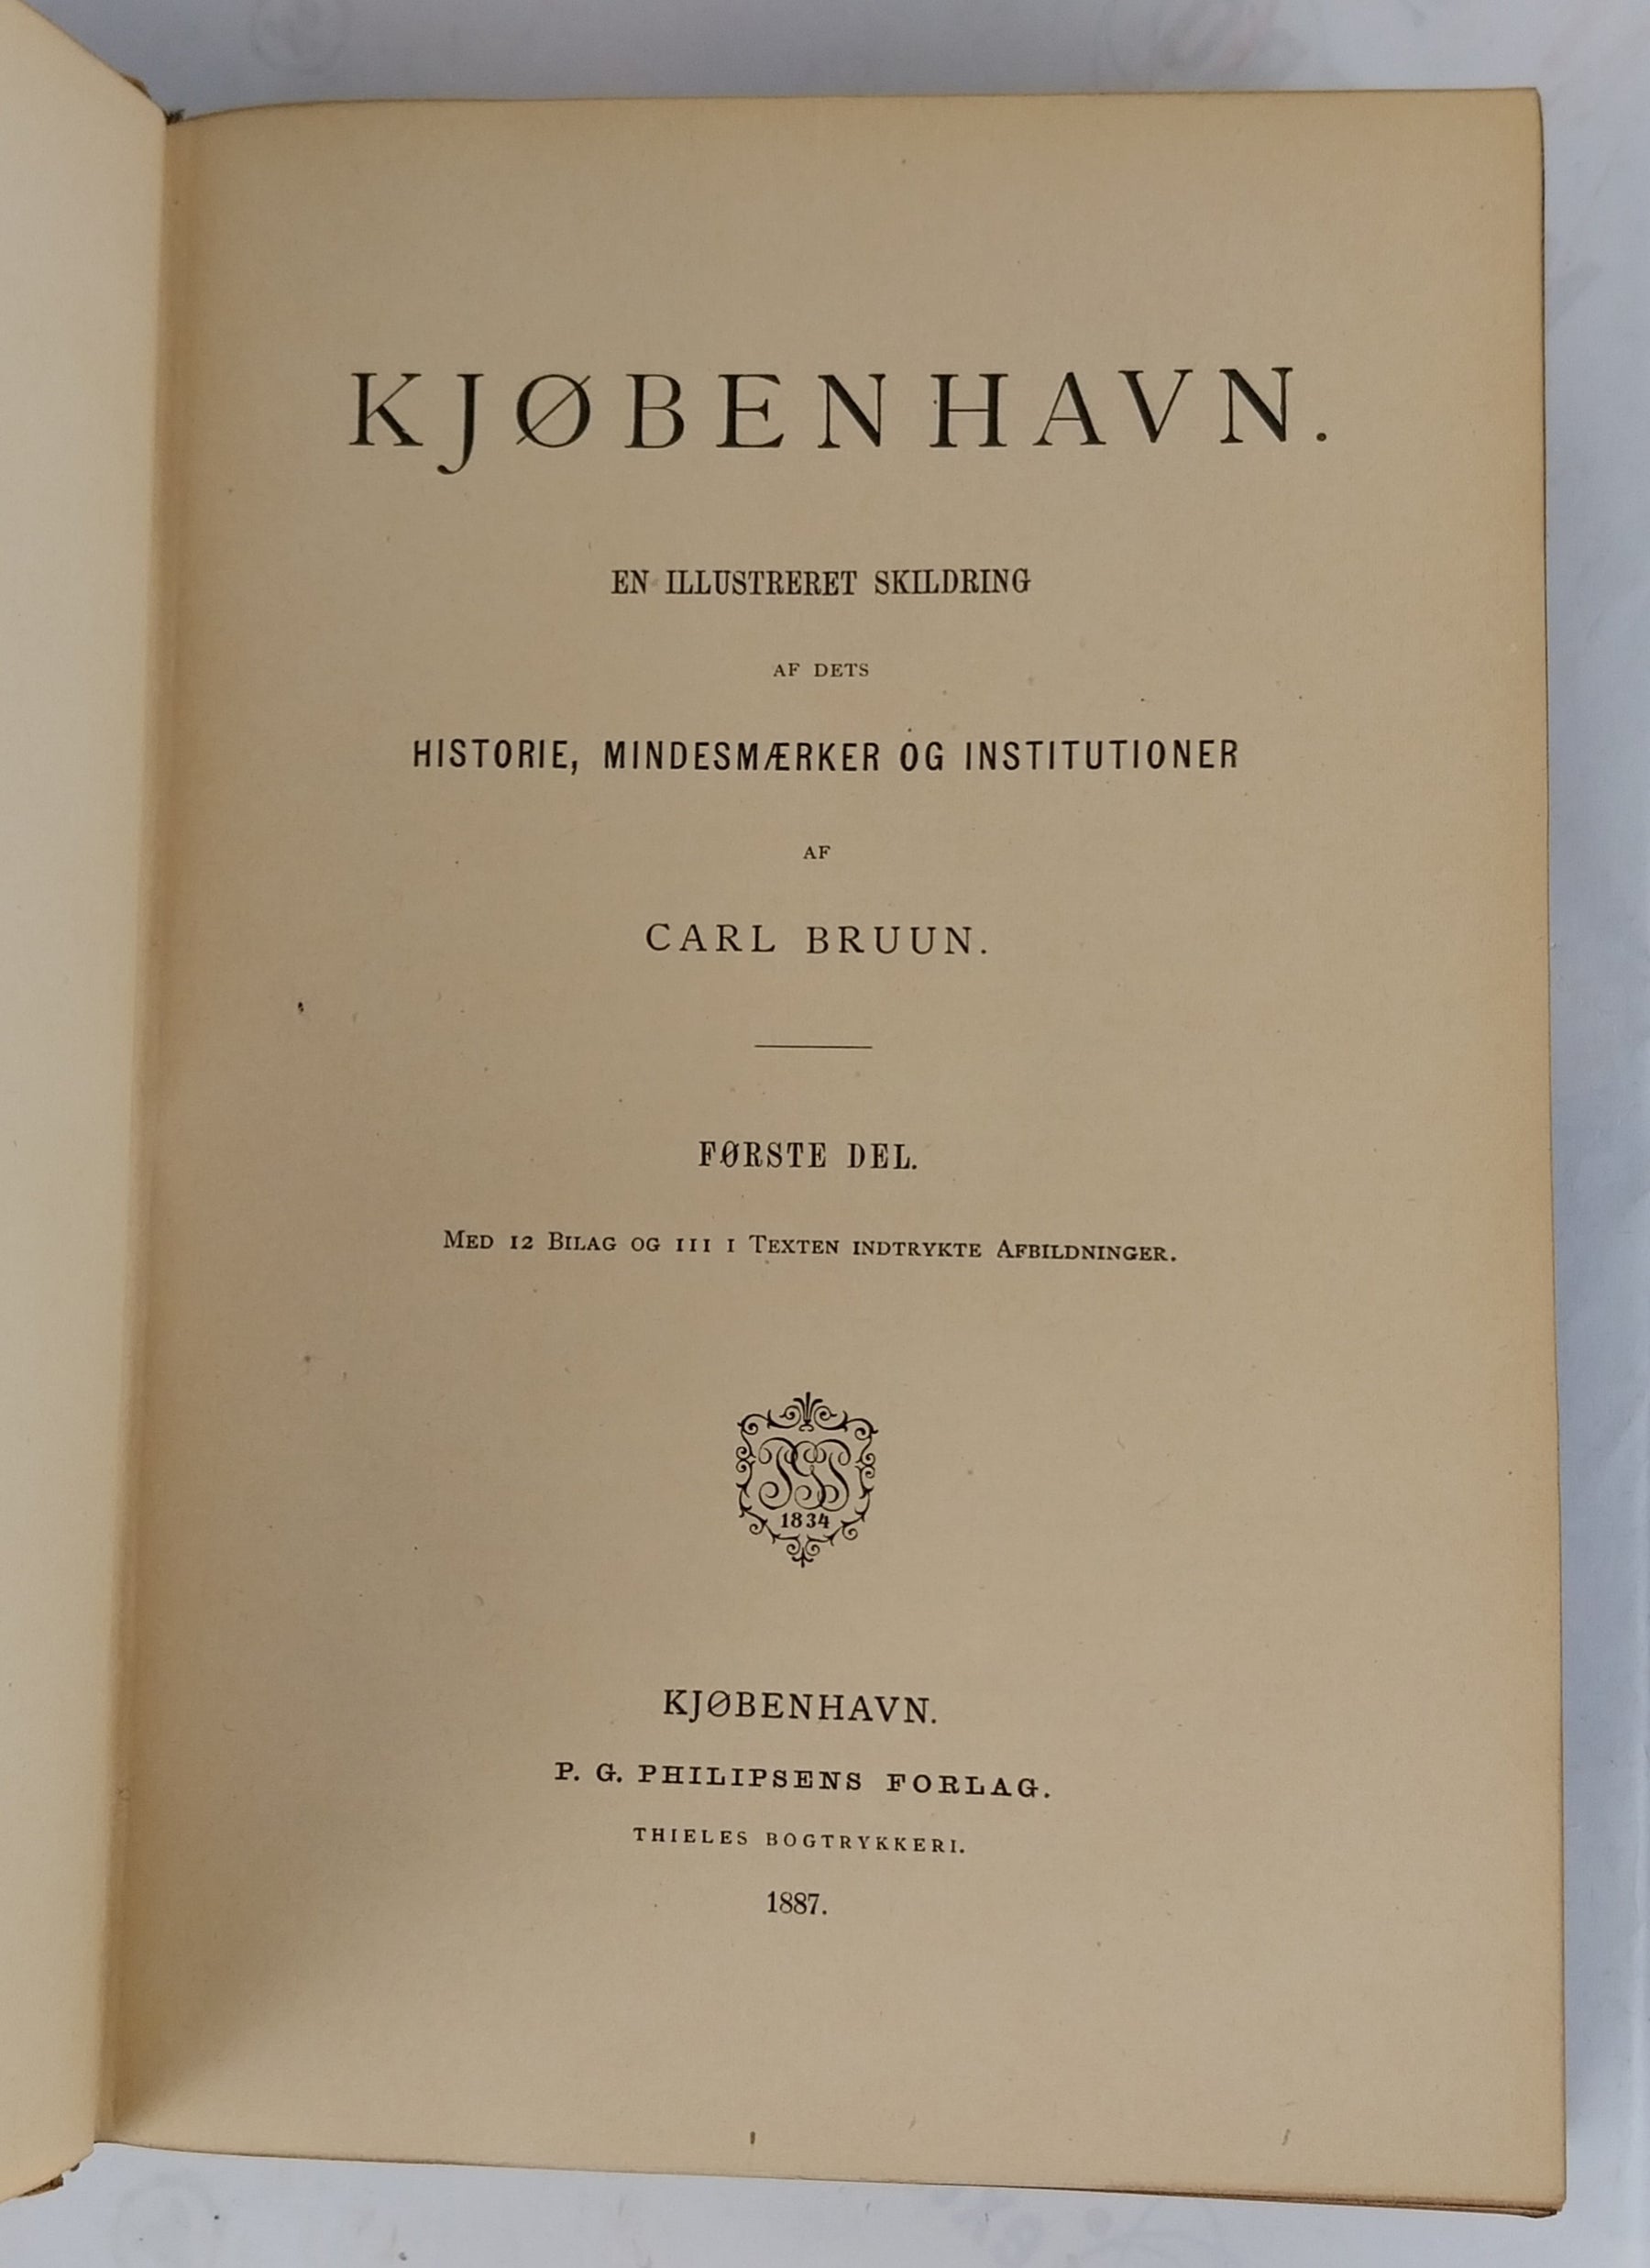 KJØBENHAVN.
EN ILLUSTRERET SKILDRING
AF DETS
HISTORIE, MINDESMÆRKER OG INSTITUTIONER
AF
CARL BRUUN.
FØRSTE DEL.
MED 12 BILAG OG 111 I TEXTEN INDTRYKTE AFBILDNINGER.
1834
KJØBENHAVN.
P. G. PHILIPSENS FORLAG.
THIELES BOGTRYKKERI.
1887.